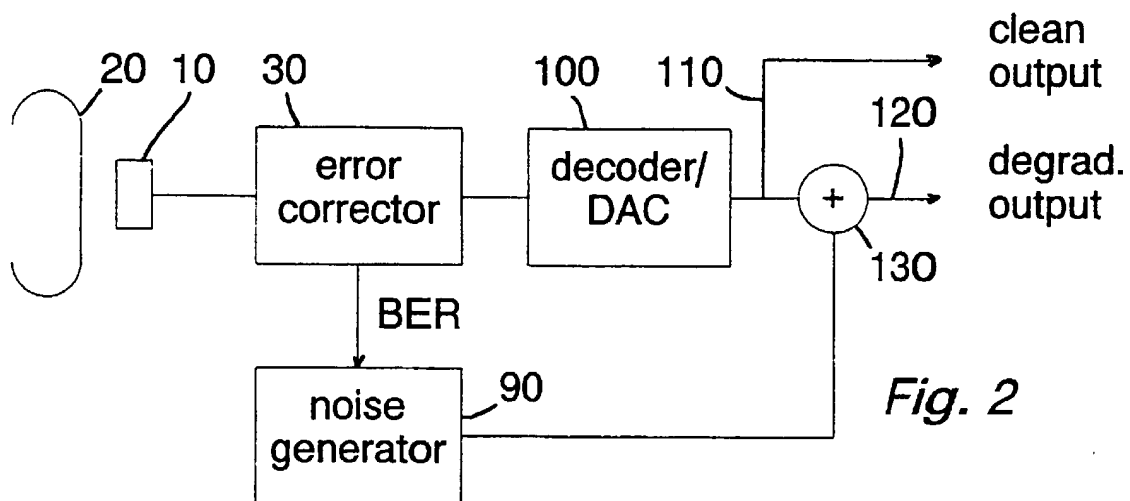 clean
output
20
10
30
100
110
120
error
corrector
decoder/
DAC
+
degrad.
output
130
BER
noise
generator
90
Fig. 2